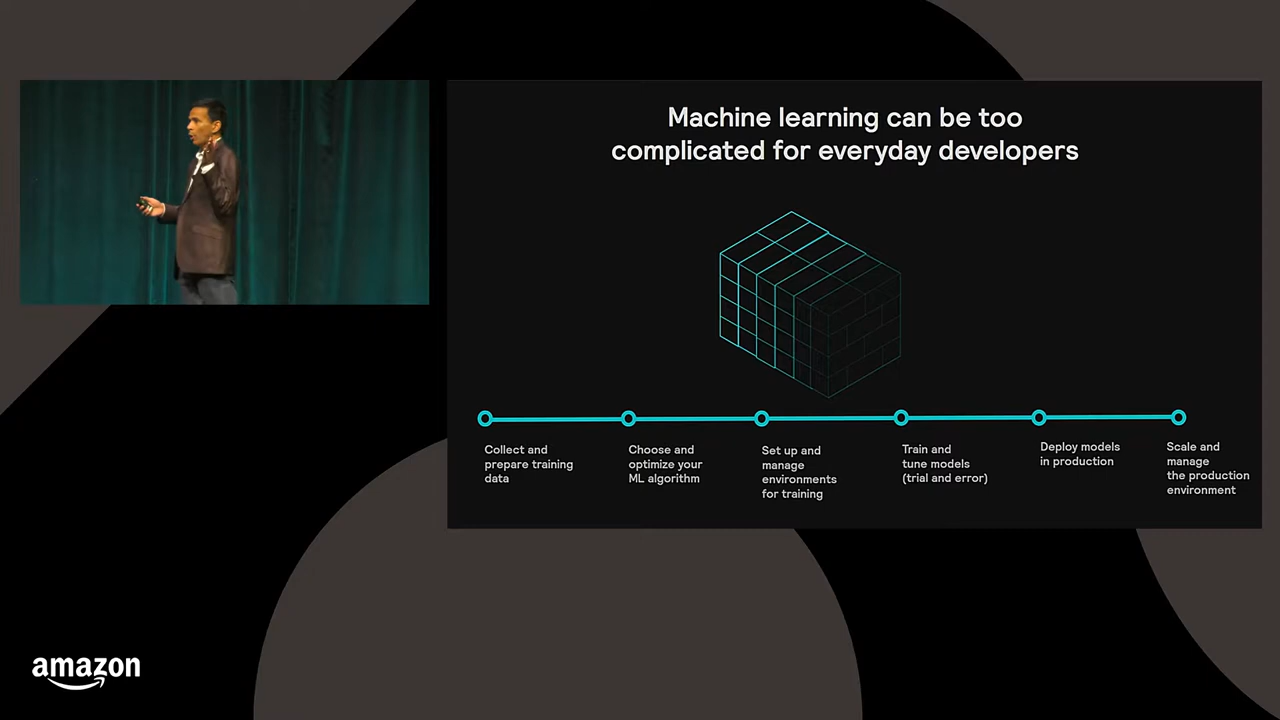 Machine learning can be too
complicated for everyday developers
Collect and
prepare training
data
Choose and
optimize your
ML algorithm
Set up and
manage
environments
for training
Train and
tune models
(trial and error)
Deploy models
in production
Scale and
manage
the production
environment
amazon